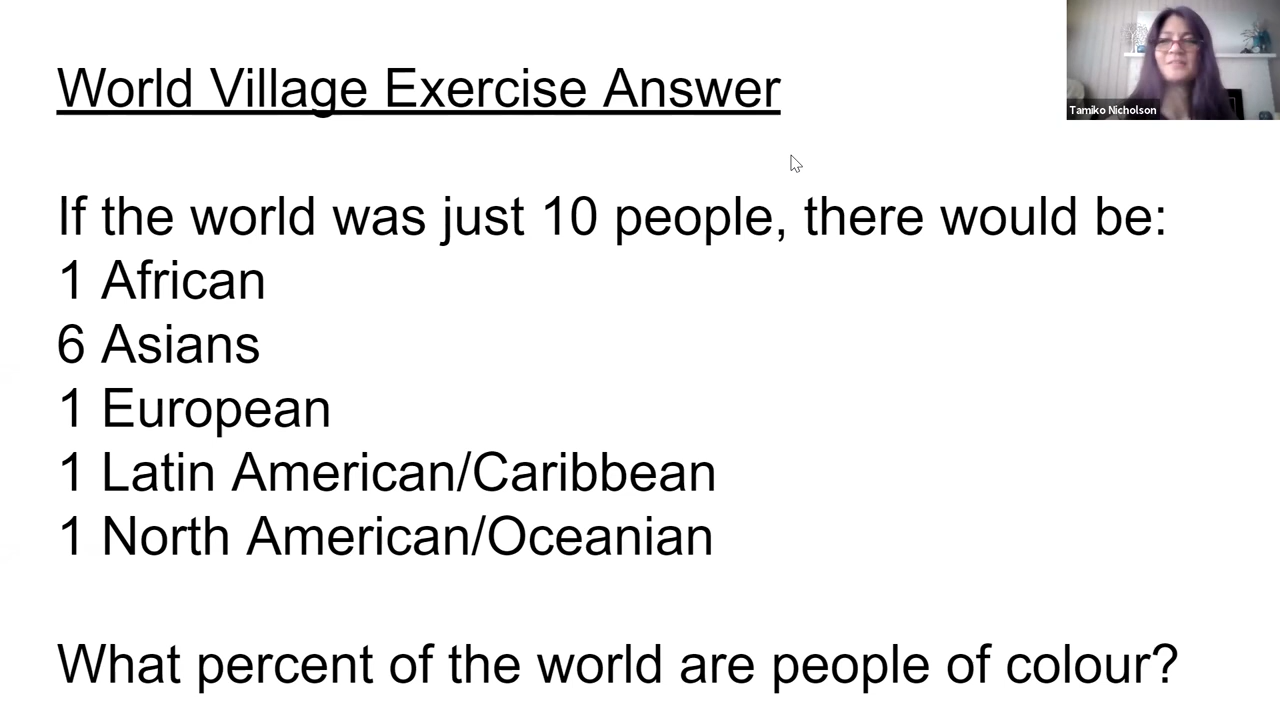 World Village Exercise Answer
Tamiko Nicholson
If the world was just 10 people, there would be:
1 African
6 Asians
1 European
1 Latin American/Caribbean
1 North American/Oceanian
What percent of the world are people of colour?